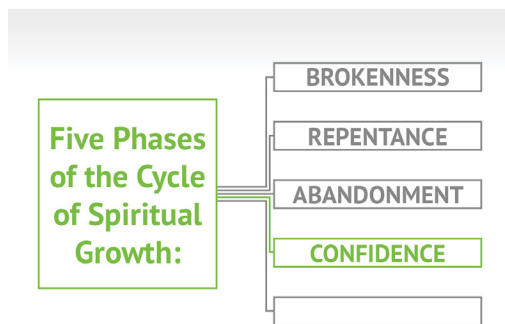 Five Phases
of the Cycle
of Spiritual
Growth:
BROKENNESS
REPENTANCE
ABANDONMENT
CONFIDENCE